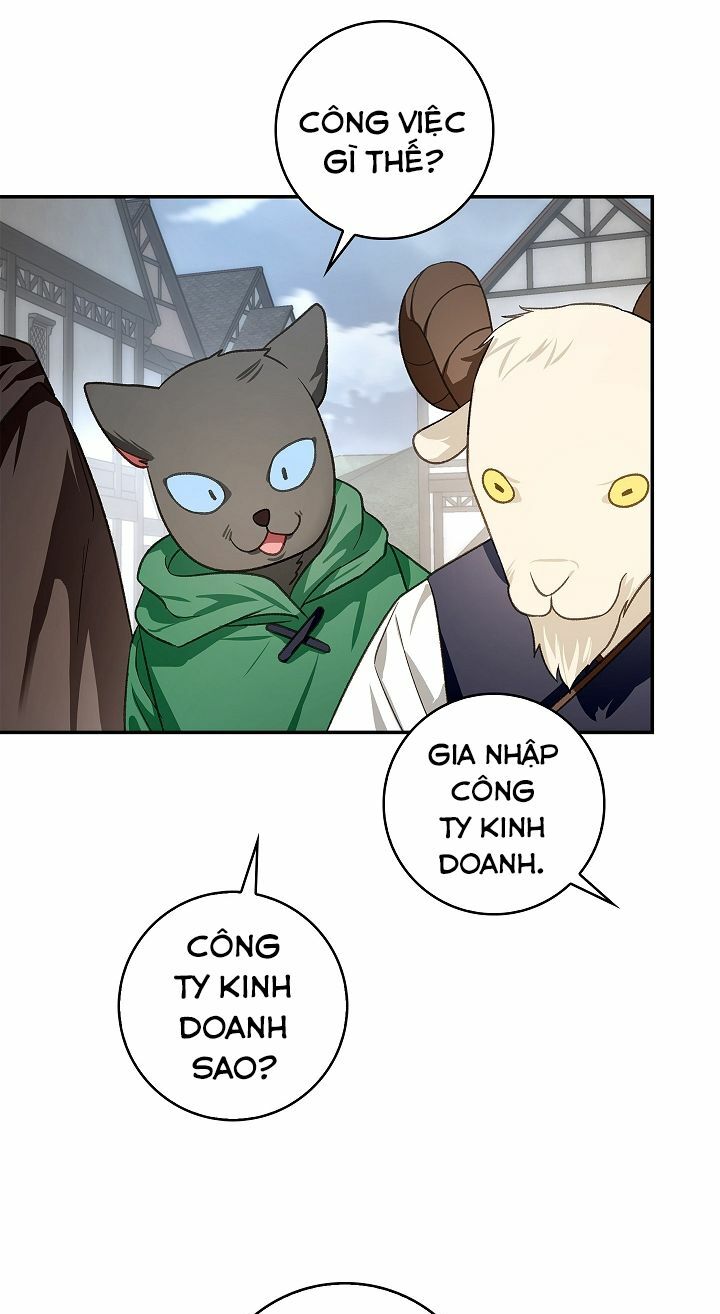 CÔNG VIỆC
GÌ THẾ?
GIA NHẬP
CÔNG
TY KINH
DOANH.
CÔNG
TY KINH
DOANH
SAO?